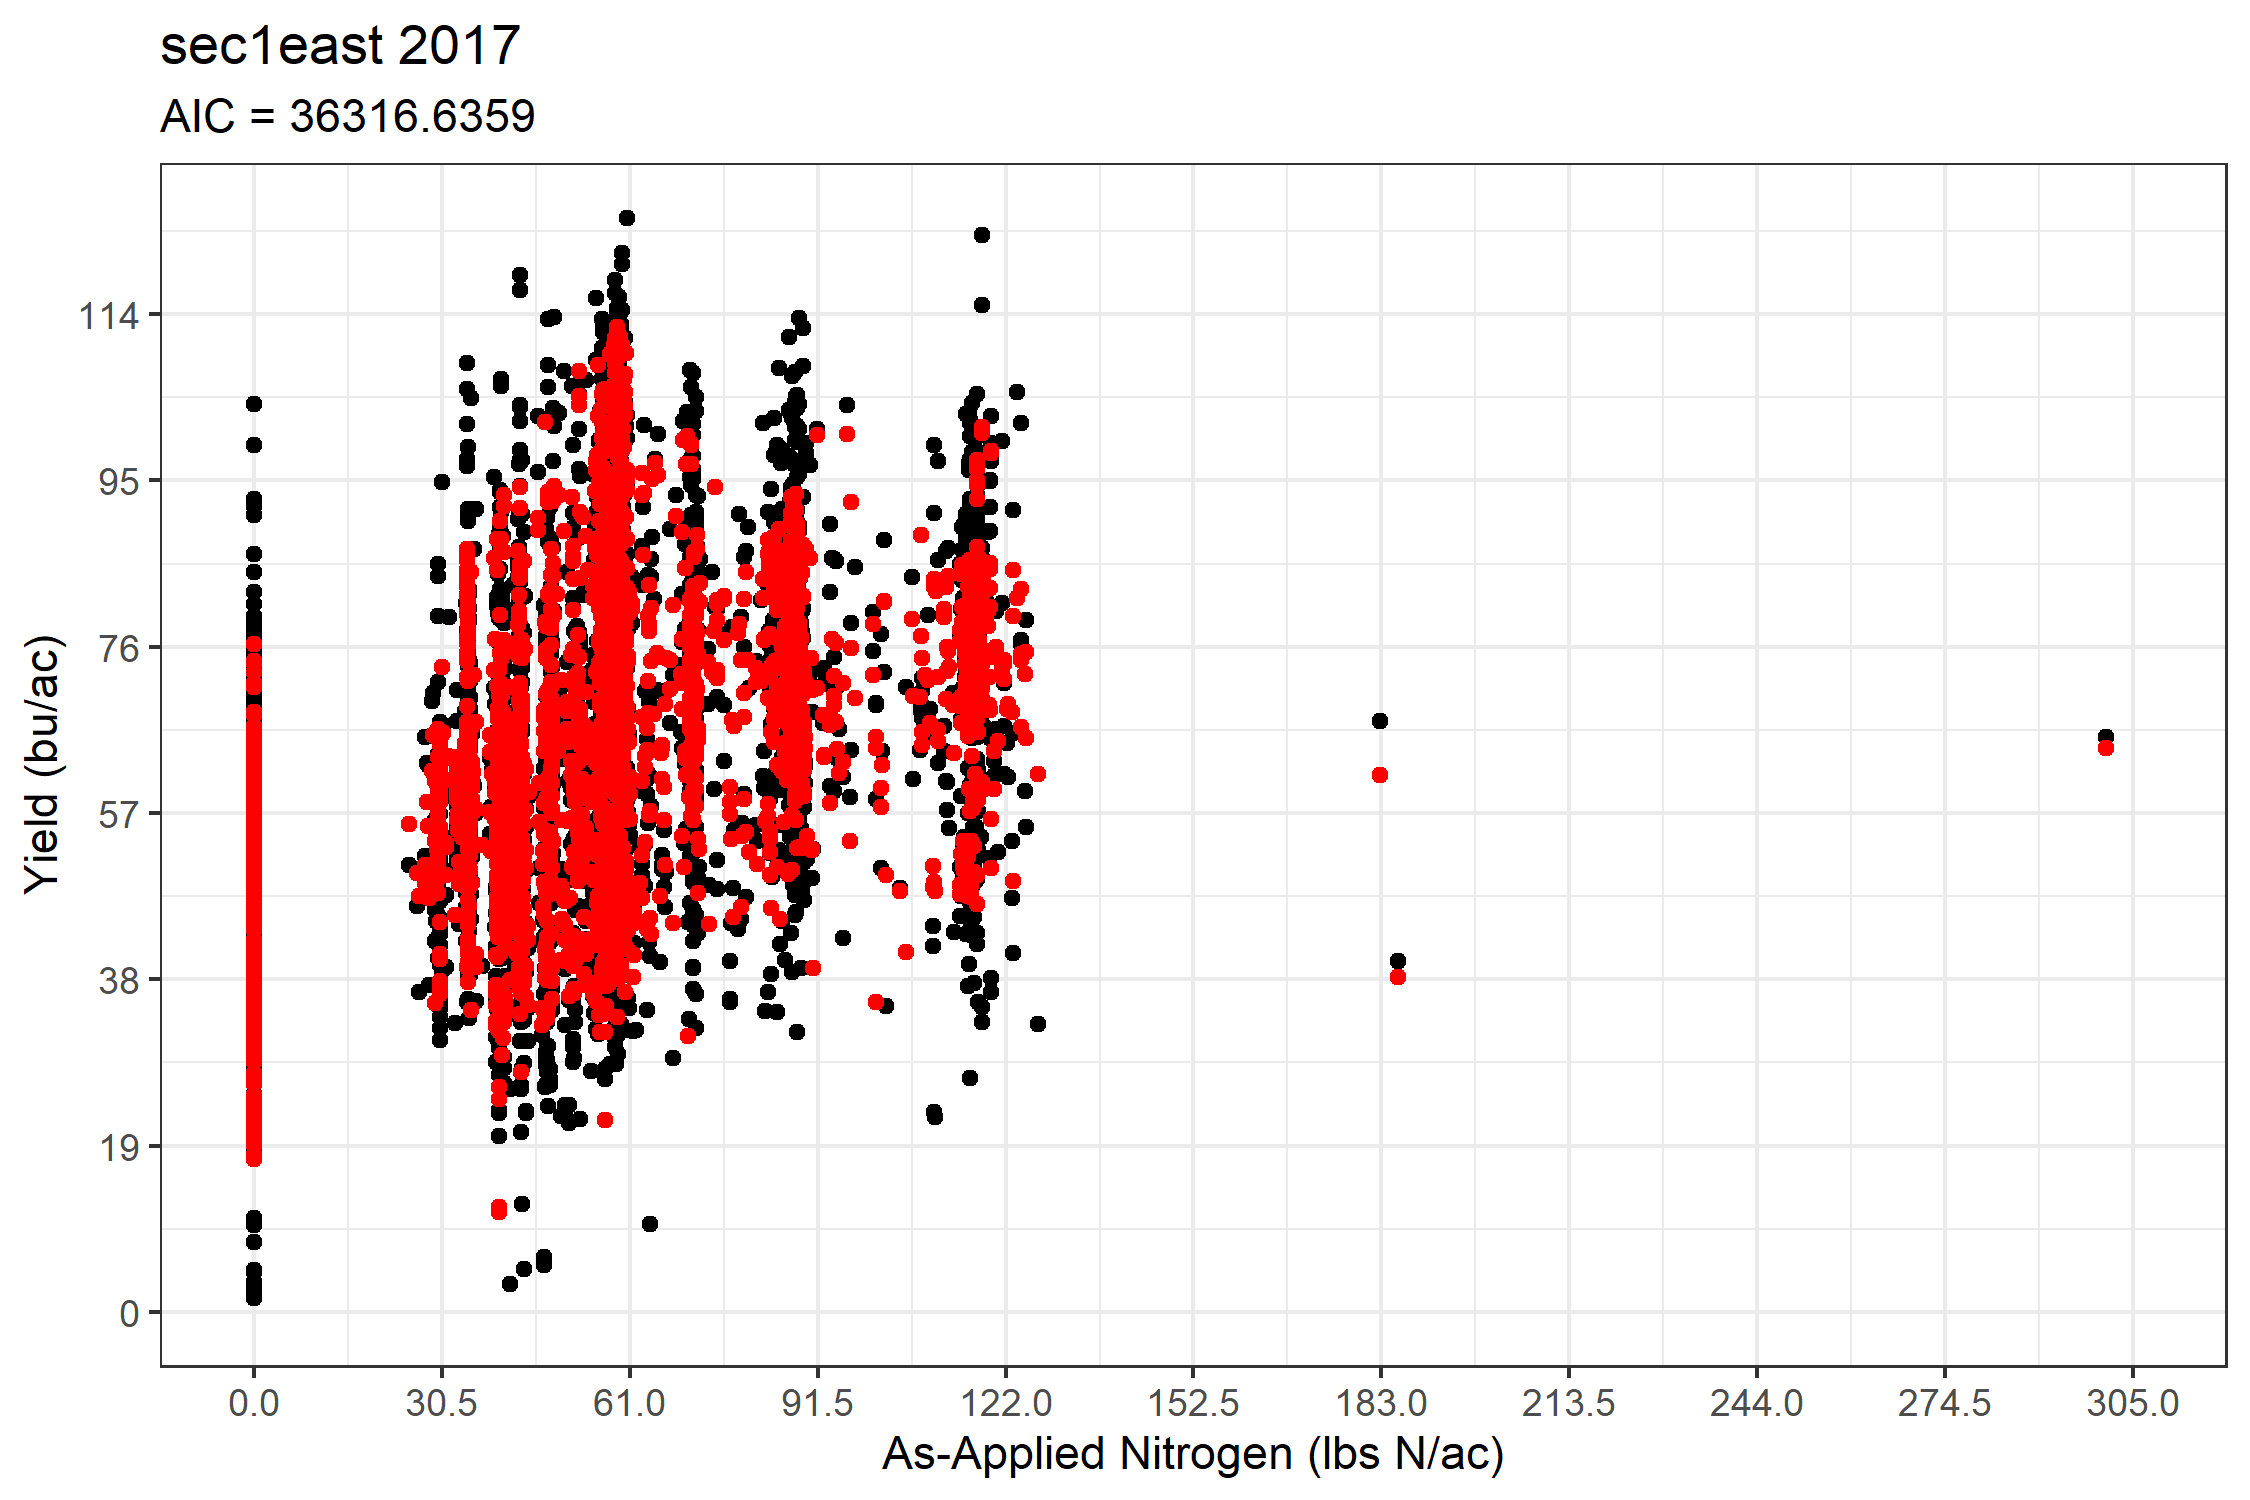 sec1east 2017
AIC = 36316.6359
Yield (bu/ac)
114
95
76
57
38
19
0
0.0 30.5 61.0 91.5 122.0 152.5 183.0 213.5 244.0 274.5 305.0
As-Applied Nitrogen (lbs N/ac)